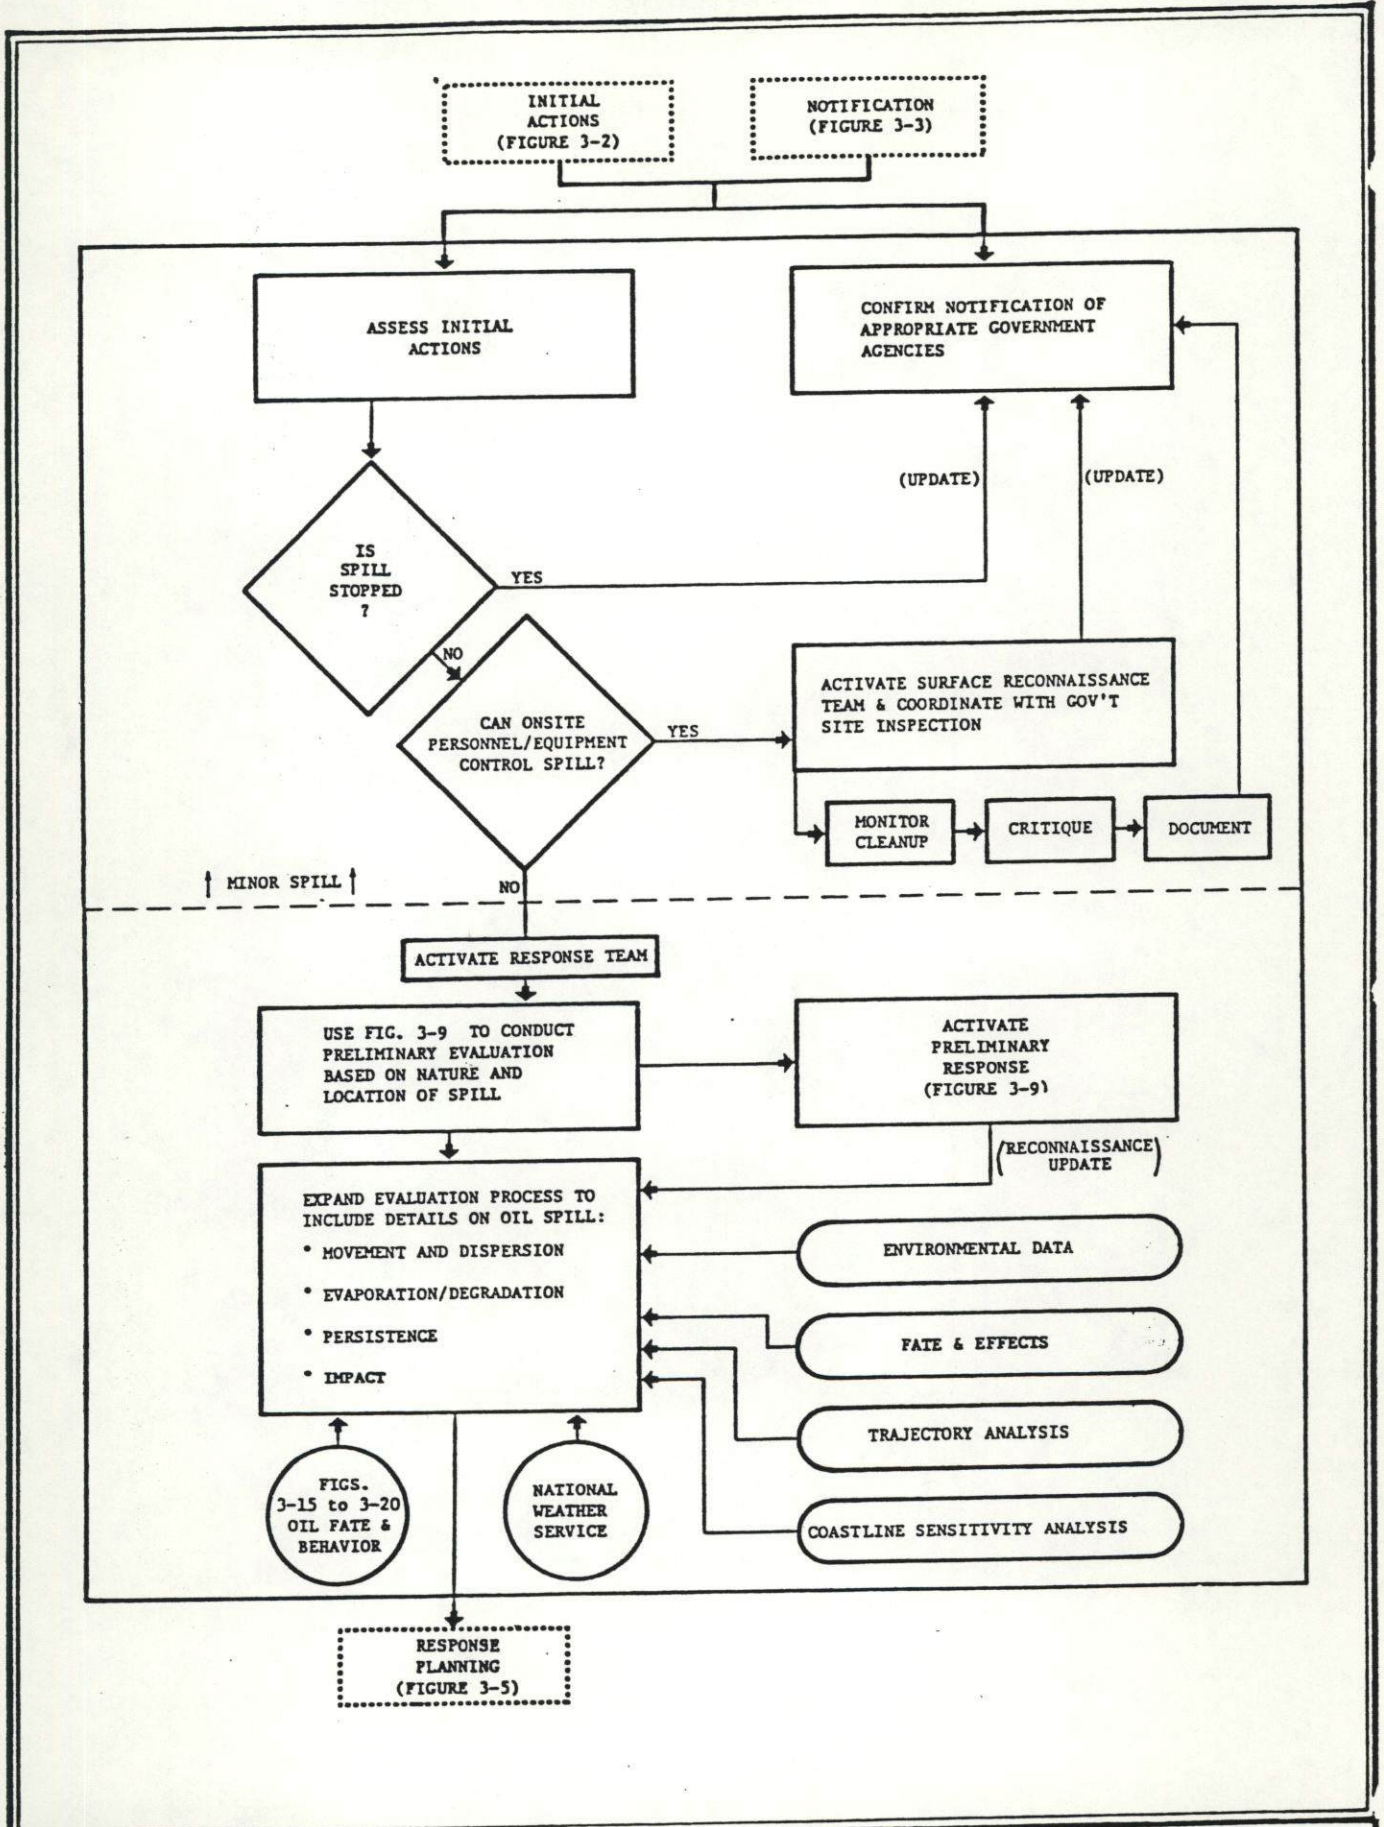 INITIAL
ACTIONS
(FIGURE 3-2)
NOTIFICATION
(FIGURE 3-3)
ASSESS INITIAL
ACTIONS
CONFIRM NOTIFICATION OF
APPROPRIATE GOVERNMENT
AGENCIES
(UPDATE)
(UPDATE)
IS
SPILL
STOPPED
?
YES
NO
CAN ONSITE
PERSONNEL/EQUIPMENT
CONTROL SPILL?
YES
ACTIVATE SURFACE RECONNAISSANCE
TEAM & COORDINATE WITH GOV'T
SITE INSPECTION
MONITOR
CLEANUP
CRITIQUE
DOCUMENT
MINOR SPILL
NO
ACTIVATE RESPONSE TEAM
USE FIG. 3-9 TO CONDUCT
PRELIMINARY EVALUATION
BASED ON NATURE AND
LOCATION OF SPILL
ACTIVATE
PRELIMINARY
RESPONSE
(FIGURE 3-9)
(RECONNAISSANCE
UPDATE)
EXPAND EVALUATION PROCESS TO
INCLUDE DETAILS ON OIL SPILL:
• MOVEMENT AND DISPERSION
• EVAPORATION/DEGRADATION
• PERSISTENCE
• IMPACT
ENVIRONMENTAL DATA
FATE & EFFECTS
TRAJECTORY ANALYSIS
COASTLINE SENSITIVITY ANALYSIS
FIGS.
3-15 to 3-20
OIL FATE &
BEHAVIOR
NATIONAL
WEATHER
SERVICE
RESPONSE
PLANNING
(FIGURE 3-5)